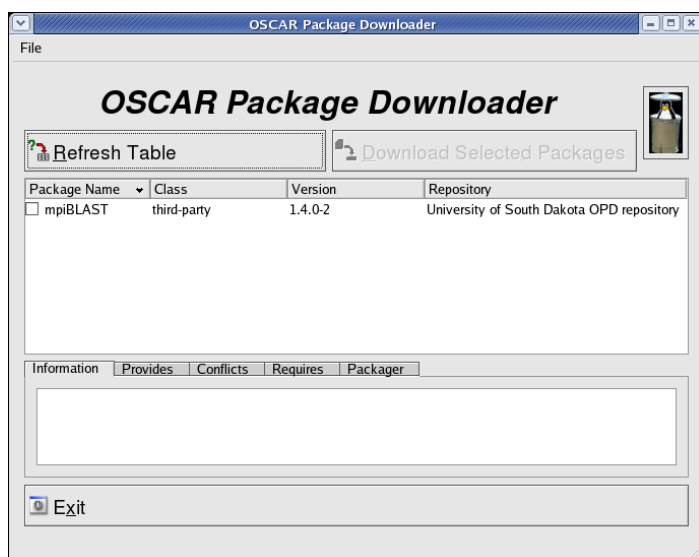 OSCAR Package Downloader
File
OSCAR Package Downloader
Refresh Table
Download Selected Packages
Package Name Class Version Repository
mpiBLAST third-party 1.4.0-2 University of South Dakota OPD repository
Information Provides Conflicts Requires Packager
Exit